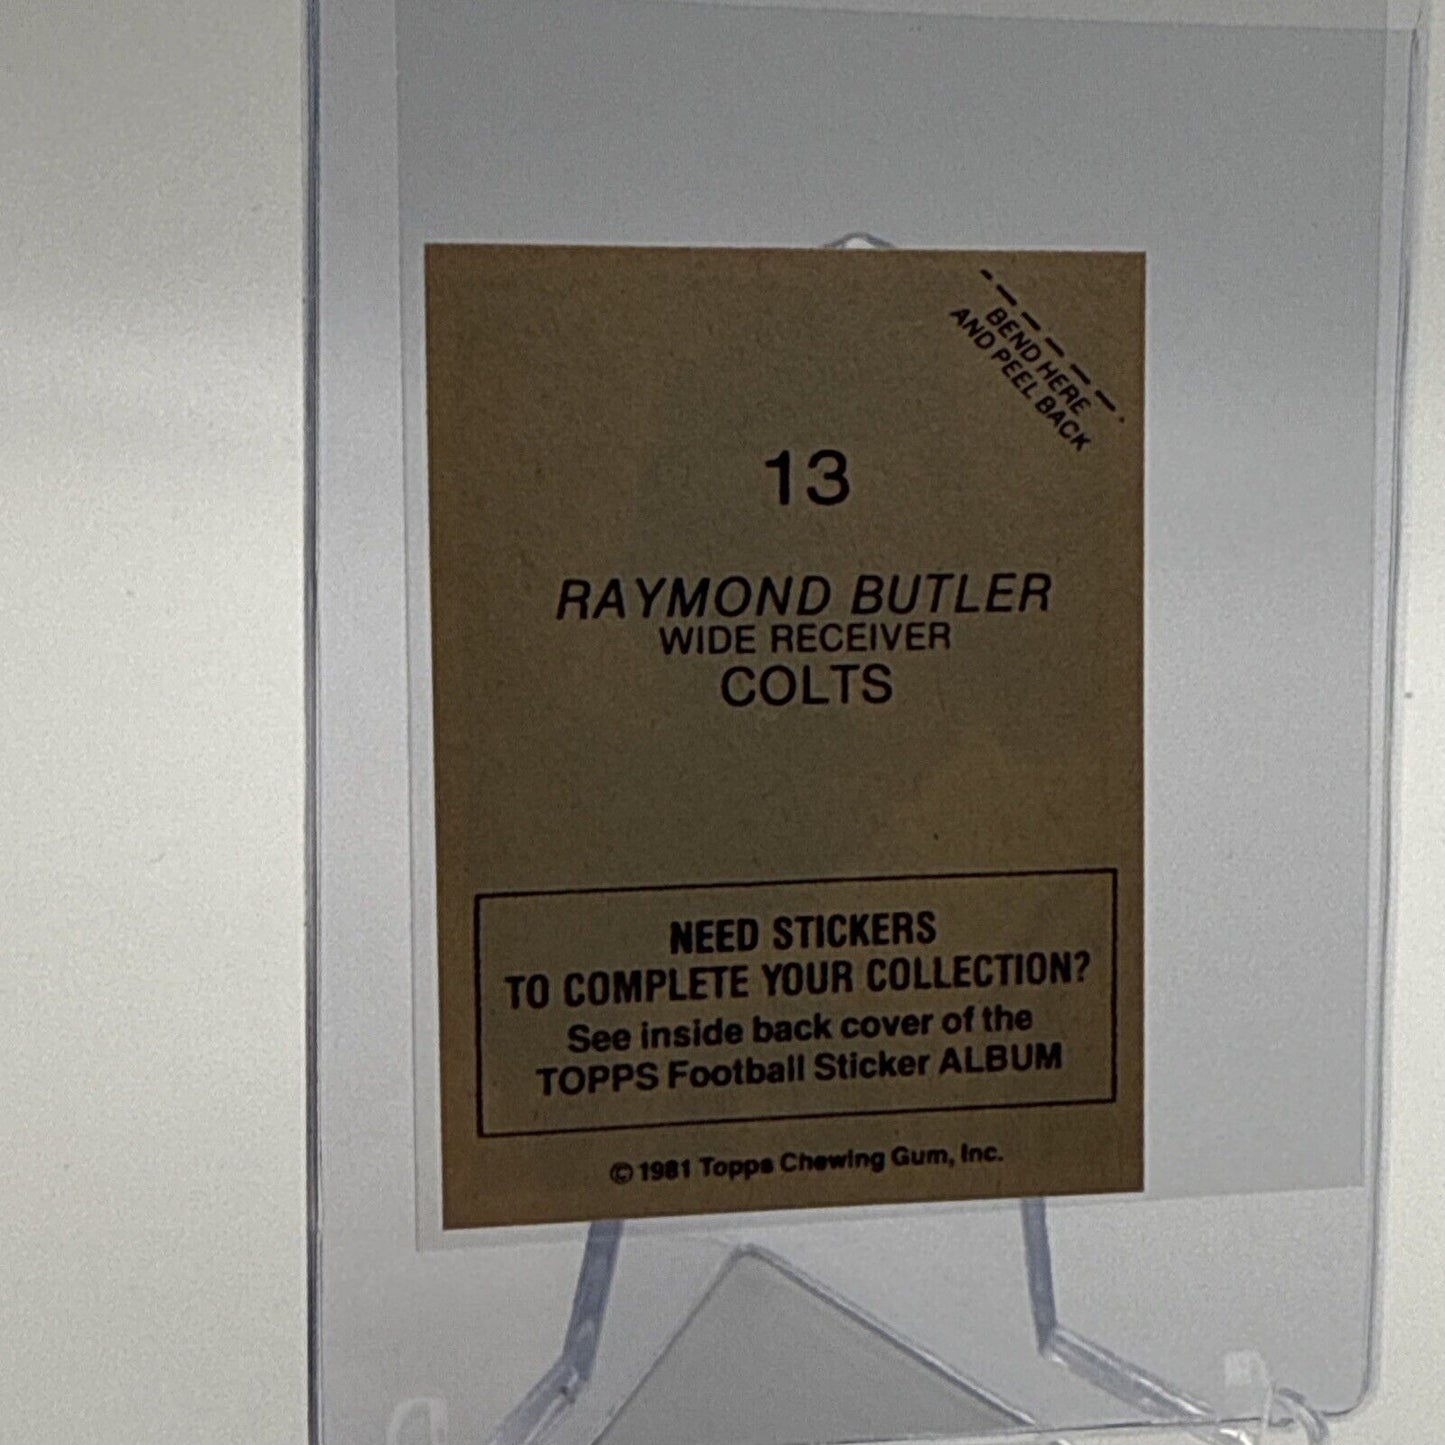 BEND HERE
AND PEEL BACK
13
RAYMOND BUTLER
WIDE RECEIVER
COLTS
NEED STICKERS
TO COMPLETE YOUR COLLECTION?
See inside back cover of the
TOPPS Football Sticker ALBUM
© 1981 Topps Chewing Gum, Inc.